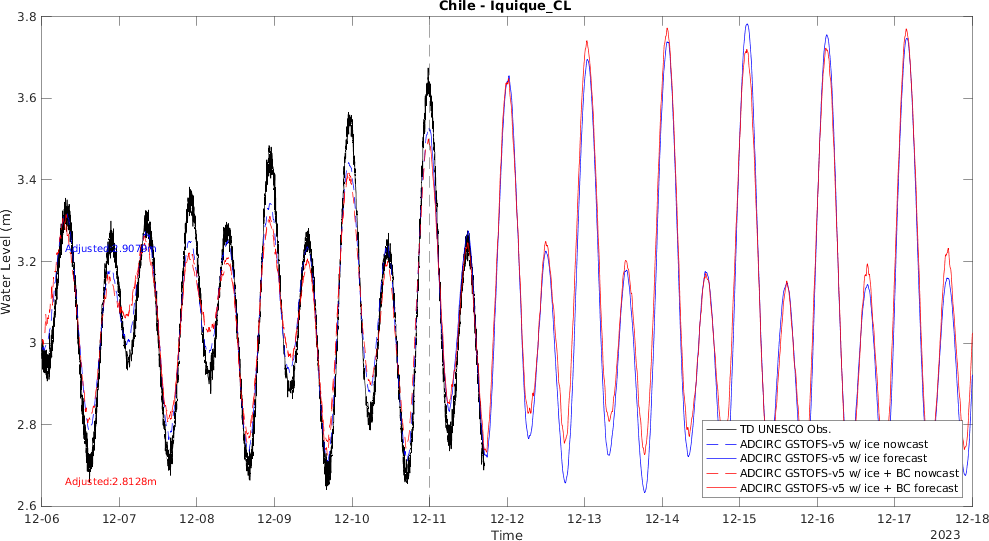 Chile - Iquique_CL
Water Level (m)
3.8
3.6
3.4
3.2
3
2.8
2.6
Adjusted:2.8128m
TD UNESCO Obs.
ADCIRC GSTOFS-v5 w/ ice nowcast
ADCIRC GSTOFS-v5 w/ ice forecast
ADCIRC GSTOFS-v5 w/ ice + BC nowcast
ADCIRC GSTOFS-v5 w/ ice + BC forecast
12-06 12-07 12-08 12-09 12-10 12-11 12-12 12-13 12-14 12-15 12-16 12-17 12-18
Time
2023